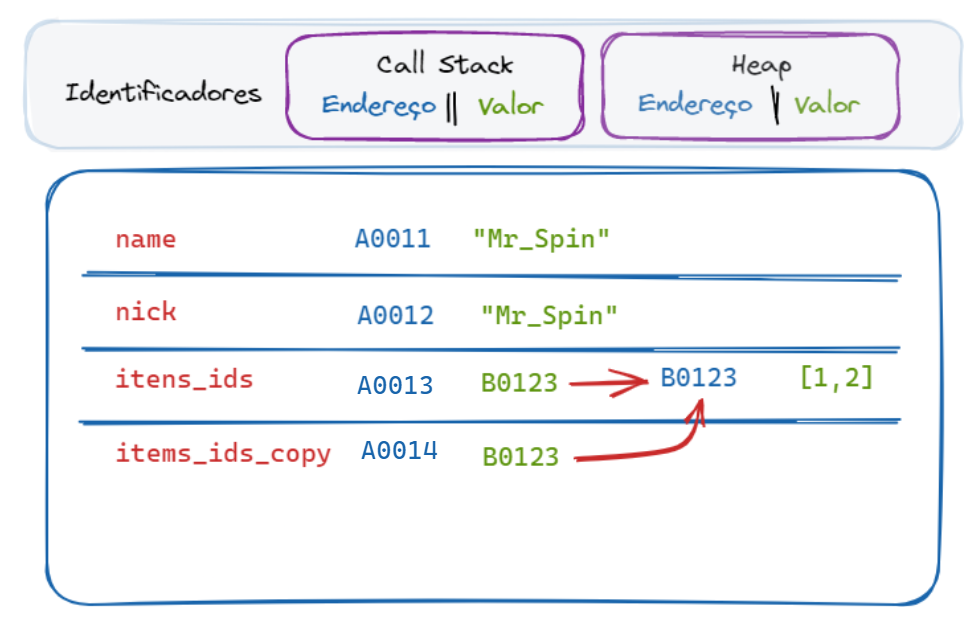 Identificadores
Call Stack
Endereço || Valor
Heap
Endereço | Valor
name A0011 "Mr_Spin"
nick A0012 "Mr_Spin"
itens_ids A0013 B0123 B0123 [1,2]
items_ids_copy A0014 B0123